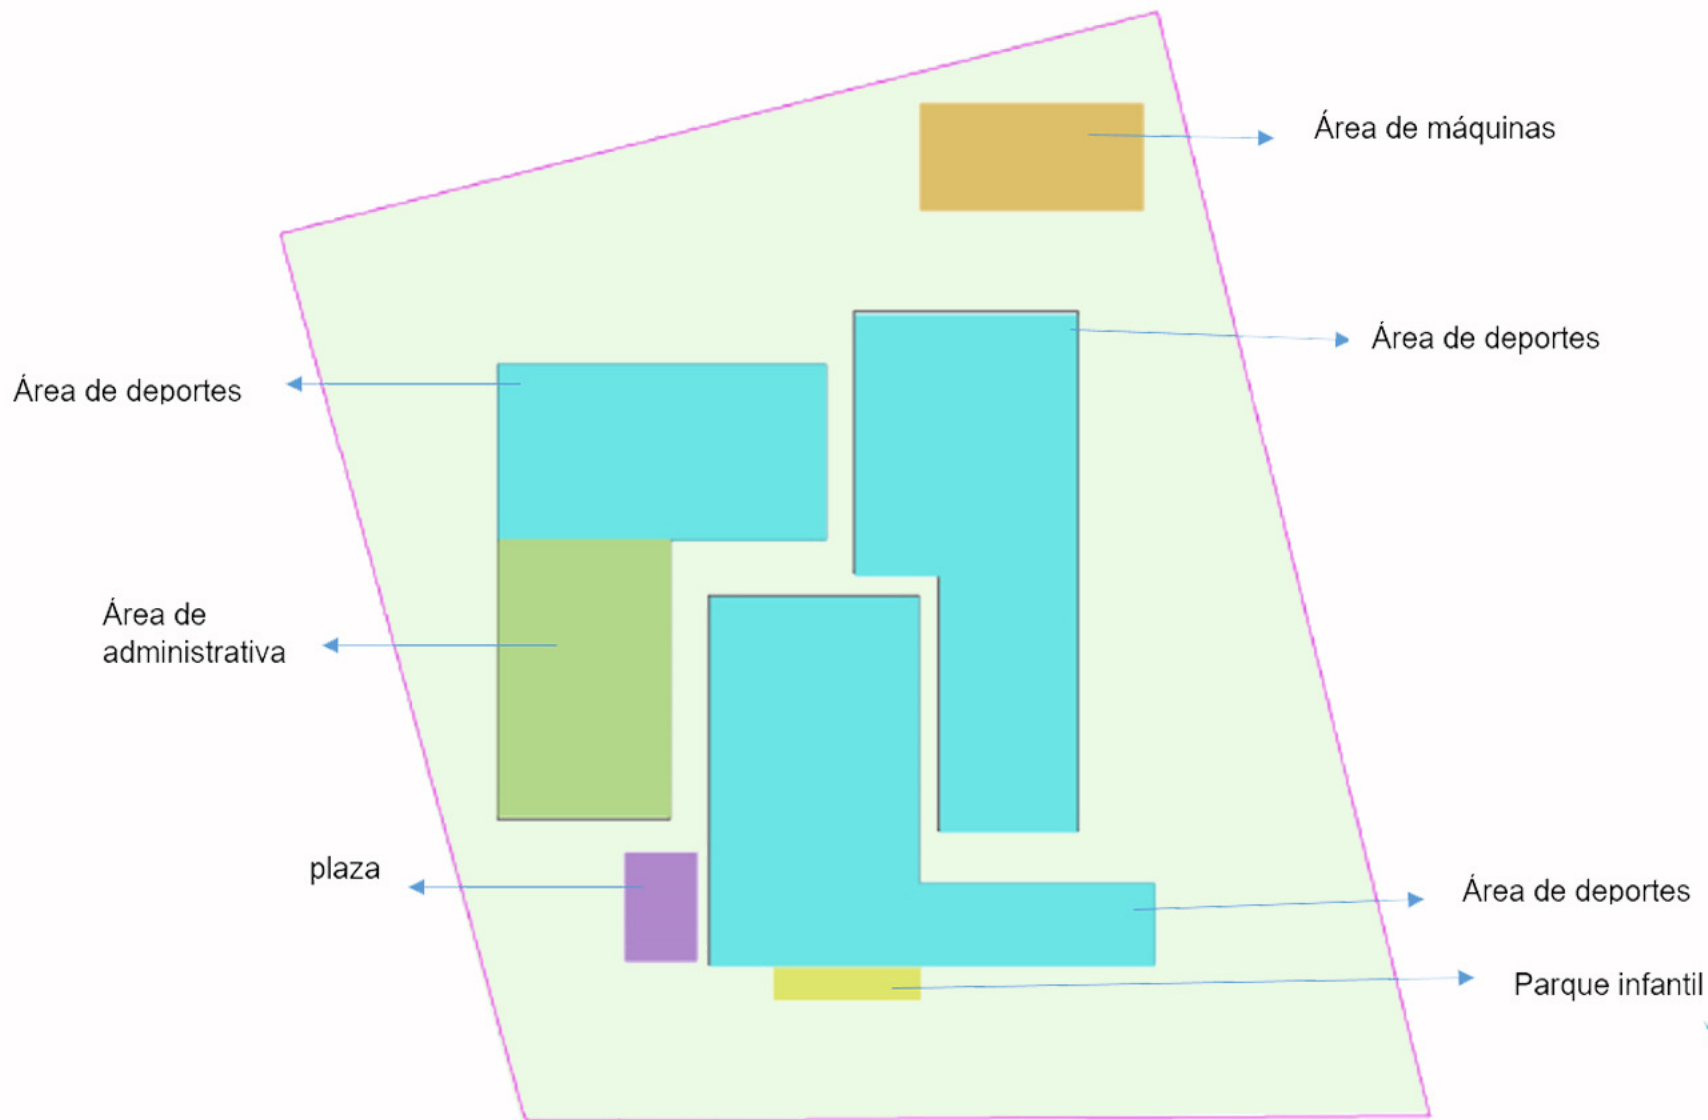 Área de máquinas
Área de deportes
Área de deportes
Área de
administrativa
plaza
Área de deportes
Parque infantil